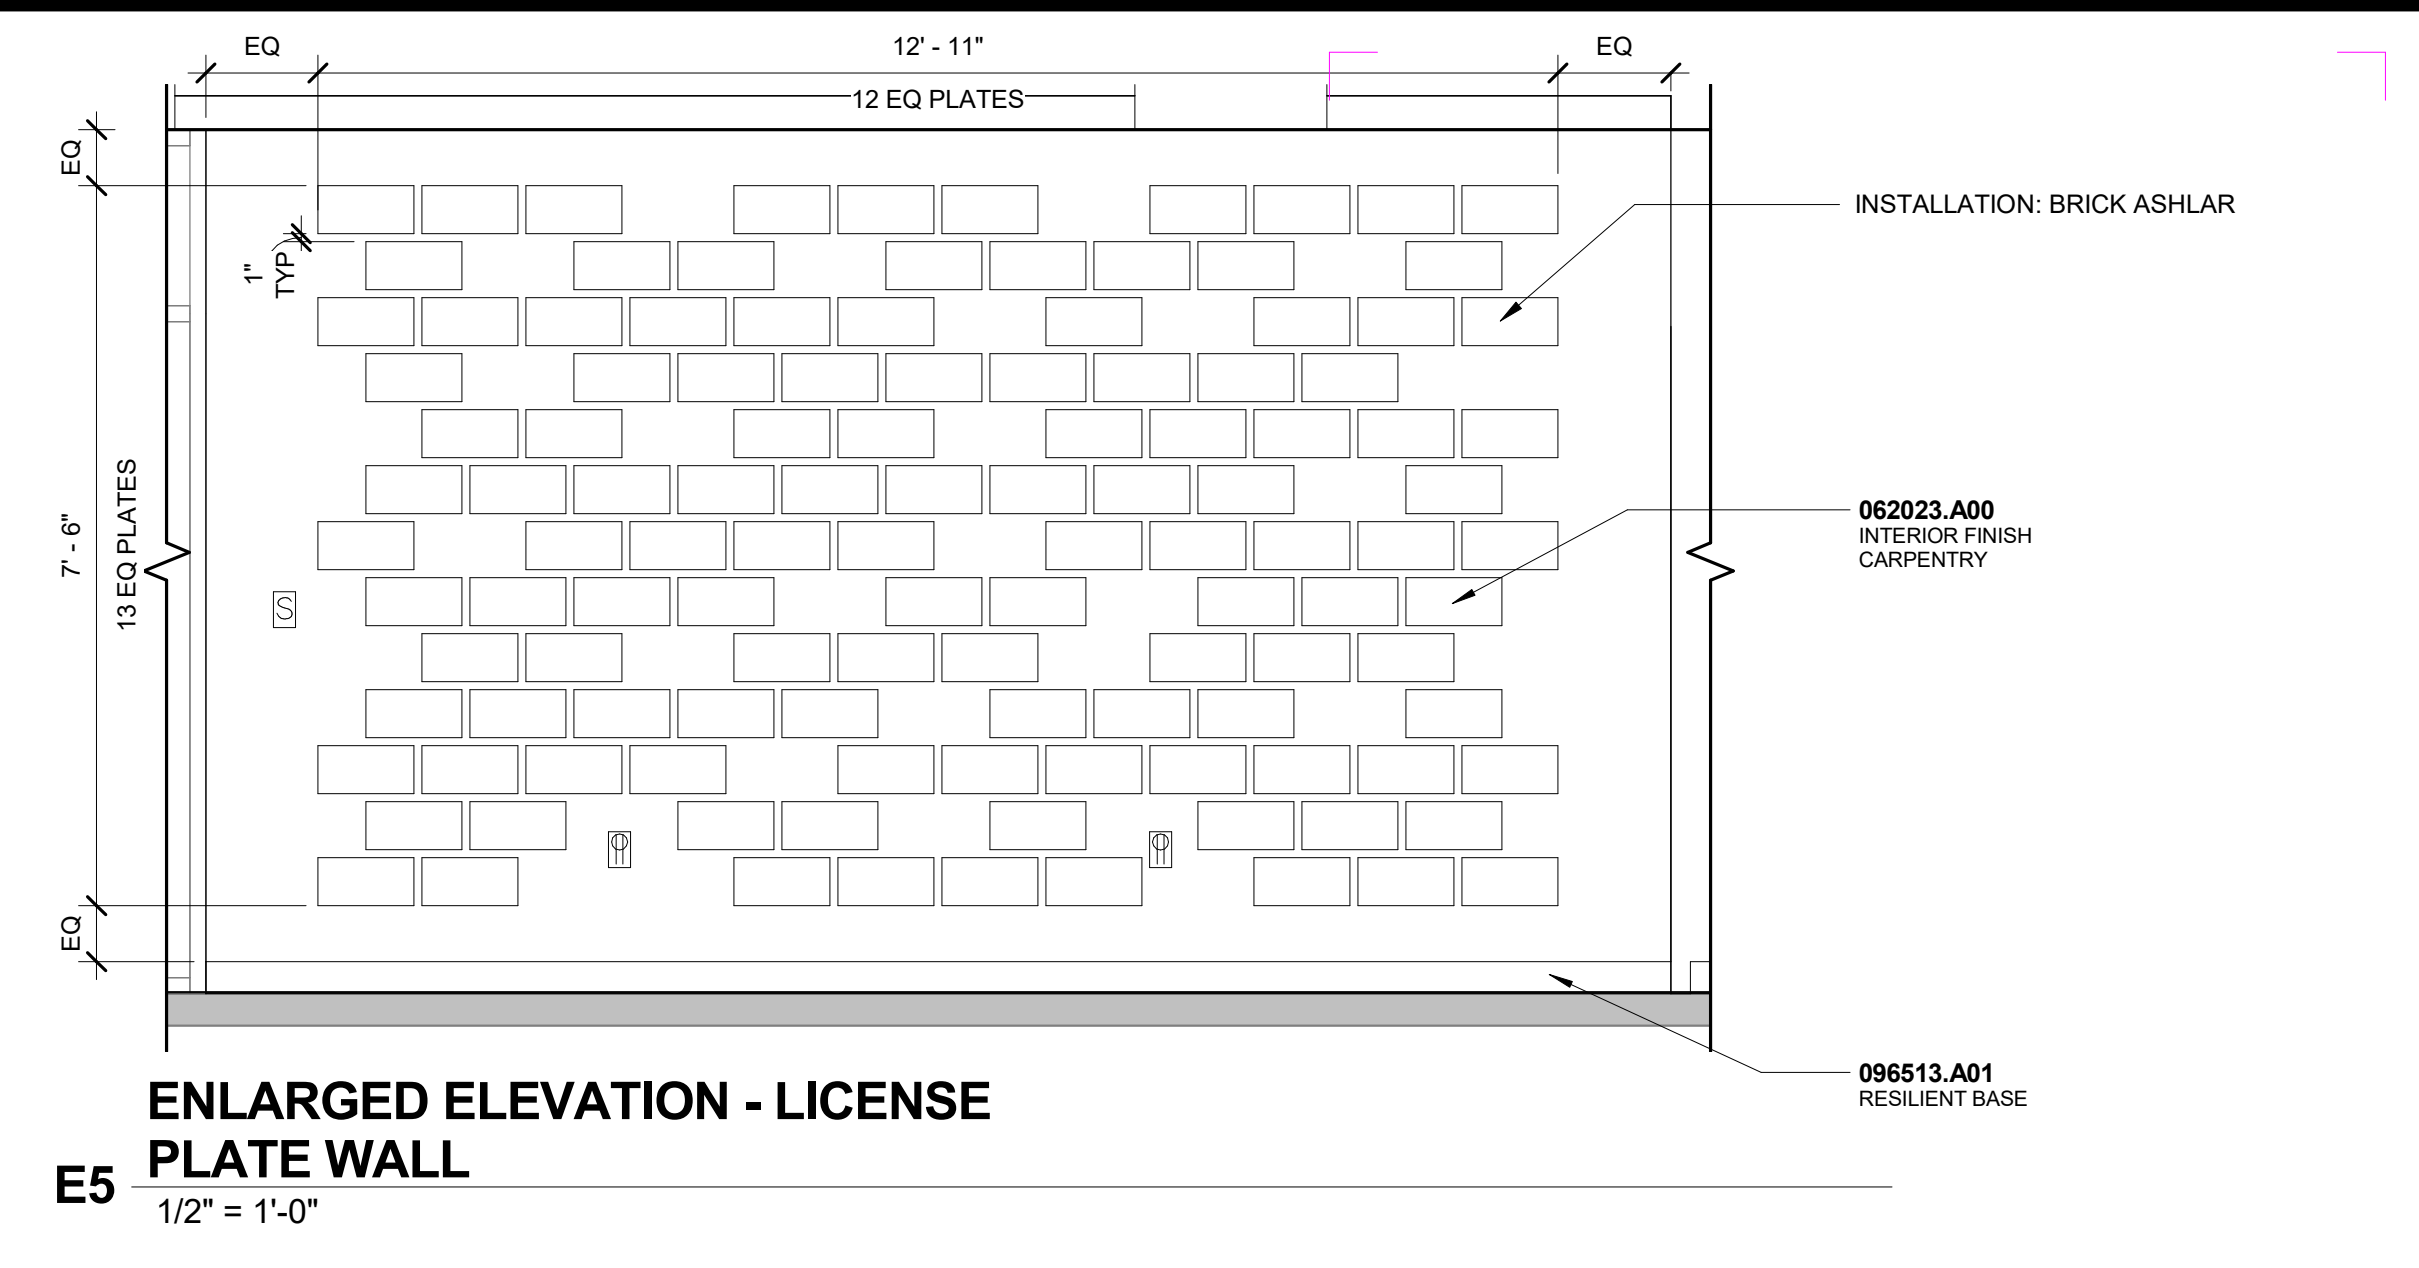 EQ
12' - 11"
EQ
12 EQ PLATES
EQ
INSTALLATION: BRICK ASHLAR
1"
TYP
7' - 6"
13 EQ PLATES
062023.A00
INTERIOR FINISH
CARPENTRY
S
EQ
096513.A01
RESILIENT BASE
ENLARGED ELEVATION - LICENSE
PLATE WALL
E5
1/2" = 1'-0"